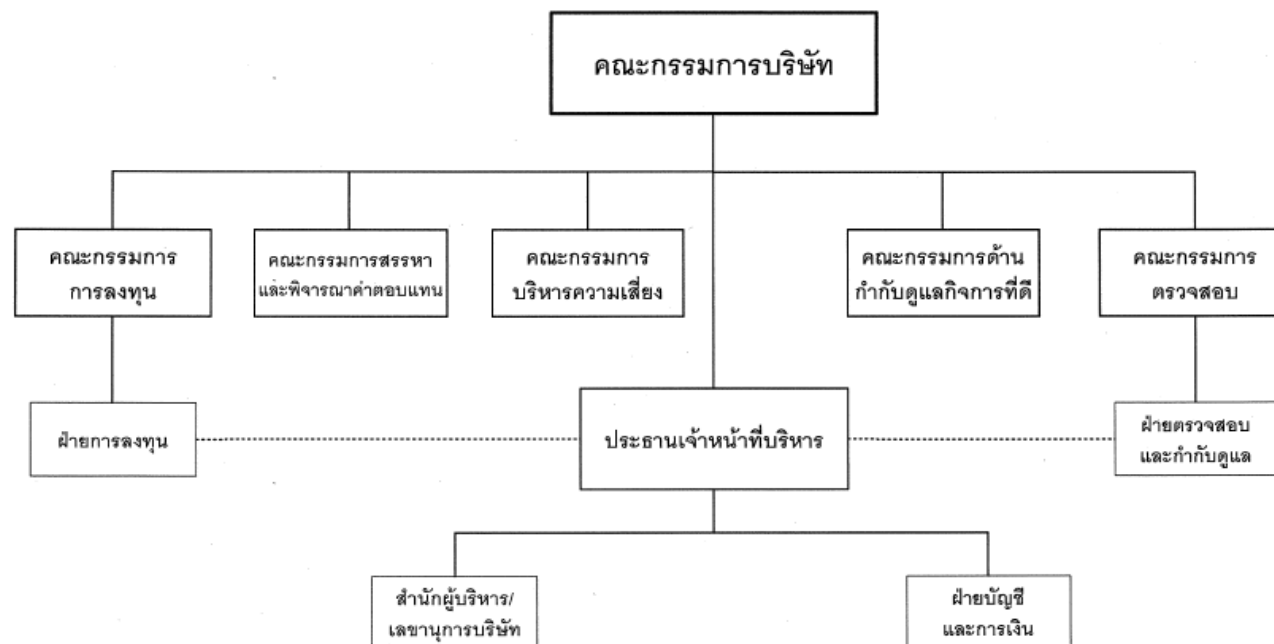 คณะกรรมการบริษัท
คณะกรรมการ
การลงทุน
คณะกรรมการสรรหา
และพิจารณาค่าตอบแทน
คณะกรรมการ
บริหารความเสี่ยง
คณะกรรมการด้าน
กำกับดูแลกิจการที่ดี
คณะกรรมการ
ตรวจสอบ
ฝ่ายการลงทุน
ประธานเจ้าหน้าที่บริหาร
ฝ่ายตรวจสอบ
และกำกับดูแล
สำนักผู้บริหาร/
เลขานุการบริษัท
ฝ่ายบัญชี
และการเงิน